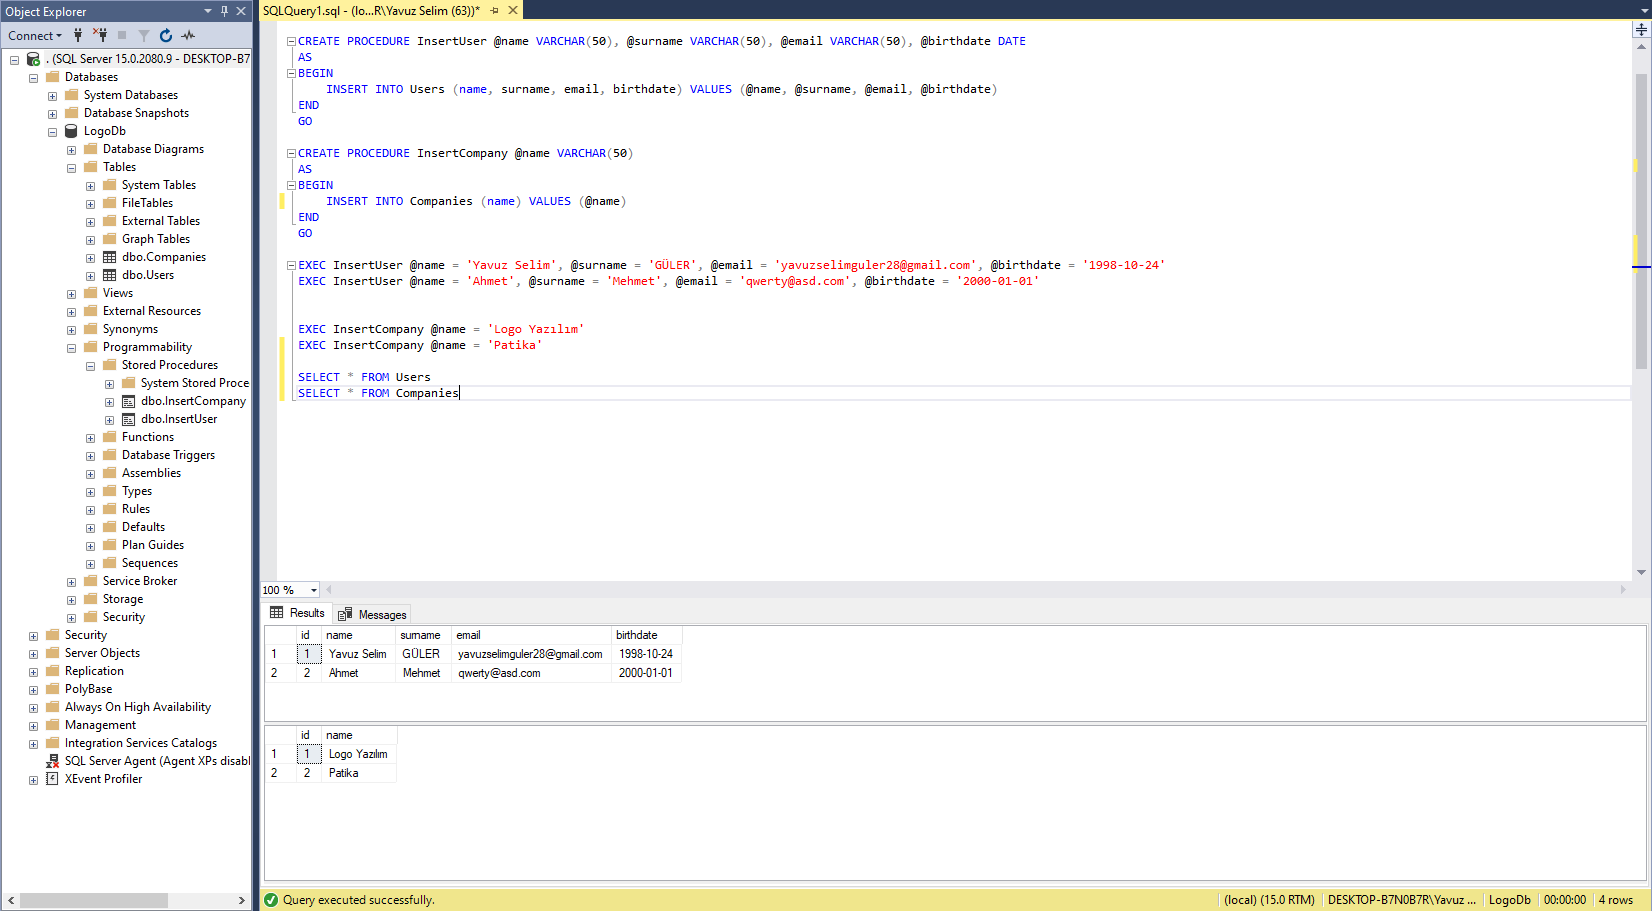 Object Explorer
Connect
. (SQL Server 15.0.2080.9 - DESKTOP-B7
Databases
System Databases
Database Snapshots
LogoDb
Database Diagrams
Tables
System Tables
FileTables
External Tables
Graph Tables
dbo.Companies
dbo.Users
Views
External Resources
Synonyms
Programmability
Stored Procedures
System Stored Proce
dbo.InsertCompany
dbo.InsertUser
Functions
Database Triggers
Assemblies
Types
Rules
Defaults
Plan Guides
Sequences
Service Broker
Storage
Security
Security
Server Objects
Replication
PolyBase
Always On High Availability
Management
Integration Services Catalogs
SQL Server Agent (Agent XPs disabl
XEvent Profiler
SQLQuery1.sql - (lo...R\Yavuz Selim (63))*
CREATE PROCEDURE InsertUser @name VARCHAR(50), @surname VARCHAR(50), @email VARCHAR(50), @birthdate DATE
AS
BEGIN
INSERT INTO Users (name, surname, email, birthdate) VALUES (@name, @surname, @email, @birthdate)
END
GO
CREATE PROCEDURE InsertCompany @name VARCHAR(50)
AS
BEGIN
INSERT INTO Companies (name) VALUES (@name)
END
GO
EXEC InsertUser @name = 'Yavuz Selim', @surname = 'GÜLER', @email = 'yavuzselimguler28@gmail.com', @birthdate = '1998-10-24'
EXEC InsertUser @name = 'Ahmet', @surname = 'Mehmet', @email = 'qwerty@asd.com', @birthdate = '2000-01-01'
EXEC InsertCompany @name = 'Logo Yazılım'
EXEC InsertCompany @name = 'Patika'
SELECT * FROM Users
SELECT * FROM Companies
100 %
Results Messages
id name surname email birthdate
1 1 Yavuz Selim GÜLER yavuzselimguler28@gmail.com 1998-10-24
2 2 Ahmet Mehmet qwerty@asd.com 2000-01-01
id name
1 1 Logo Yazılım
2 2 Patika
Query executed successfully. (local) (15.0 RTM) DESKTOP-B7N0B7R\Yavuz ... LogoDb 00:00:00 4 rows